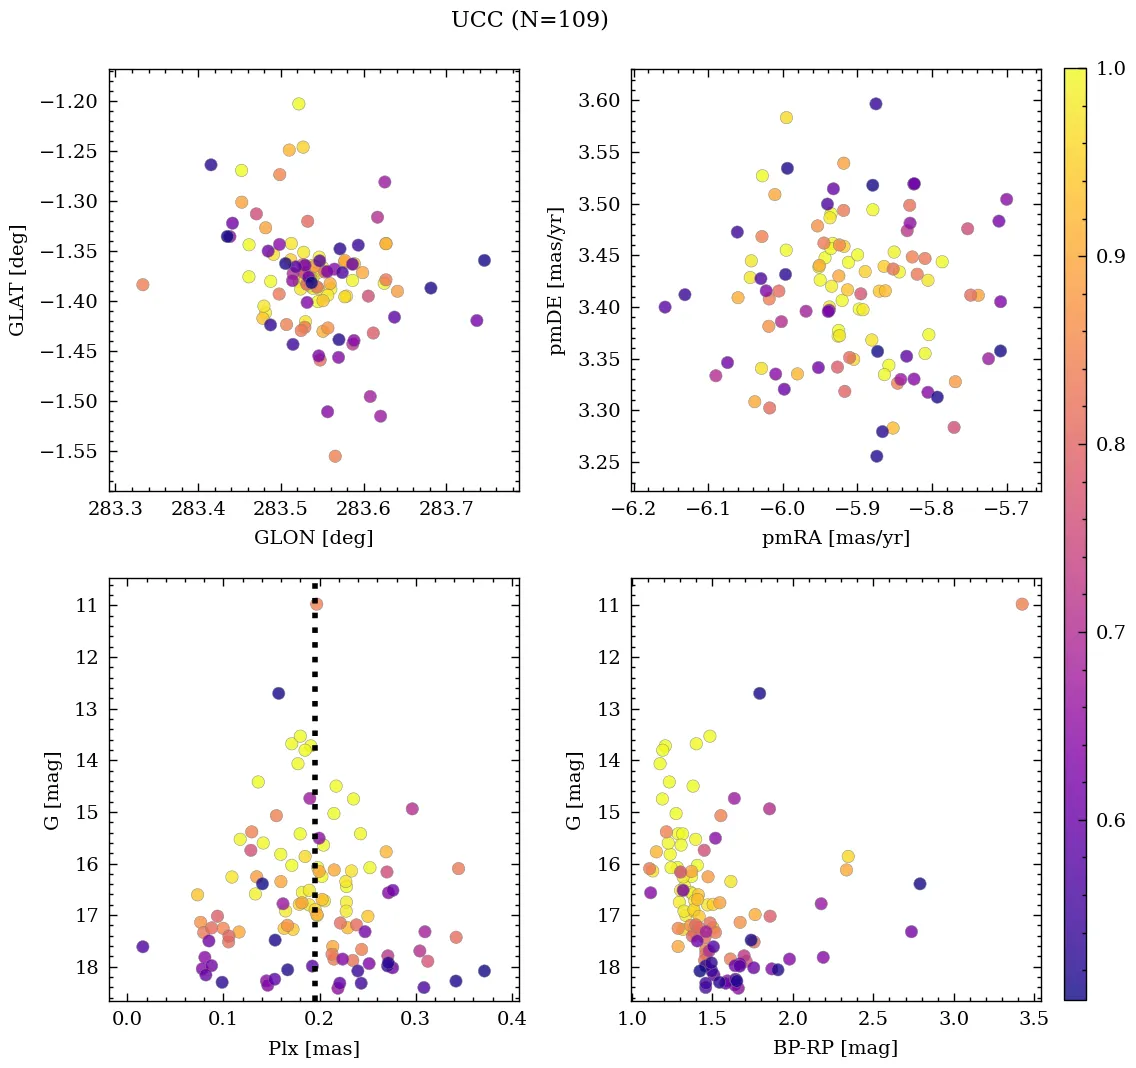 UCC (N=109)
−1.20
−1.25
−1.30
−1.35
−1.40
−1.45
−1.50
−1.55
GLAT [deg]
283.3 283.4 283.5 283.6 283.7
GLON [deg]
3.60
3.55
3.50
3.45
3.40
3.35
3.30
3.25
pmDE [mas/yr]
−6.2 −6.1 −6.0 −5.9 −5.8 −5.7
pmRA [mas/yr]
11
12
13
14
15
16
17
18
G [mag]
0.0 0.1 0.2 0.3 0.4
Plx [mas]
11
12
13
14
15
16
17
18
G [mag]
1.0 1.5 2.0 2.5 3.0 3.5
BP-RP [mag]
1.0
0.9
0.8
0.7
0.6